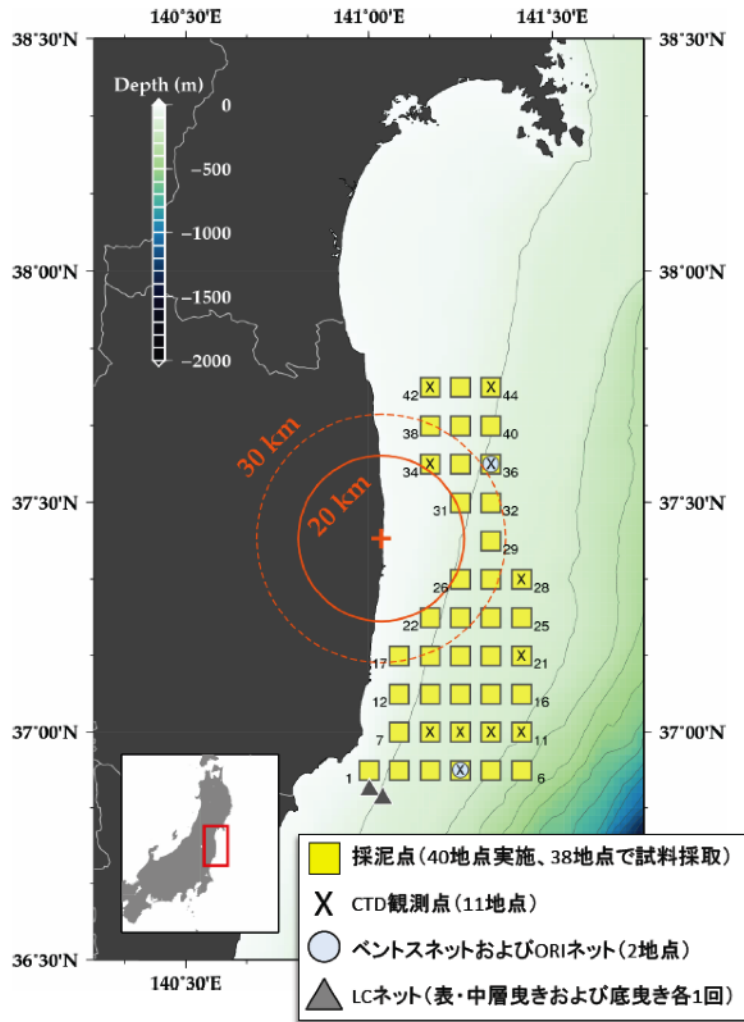 140°30'E 141°00'E 141°30'E
38°30'N 38°30'N
Depth (m)
0
−500
−1000
−1500
−2000
38°00'N 38°00'N
42 44
30 km
38 40
34 36
20 km
37°30'N 31 32 37°30'N
29
26 28
22 25
17 21
12 16
37°00'N 7 11 37°00'N
1 6
採泥点(40地点実施、38地点で試料採取)
X CTD観測点(11地点)
ベントスネットおよびORIネット(2地点)
LCネット(表・中層曳きおよび底曳き各1回)
36°30'N 36°30'N
140°30'E